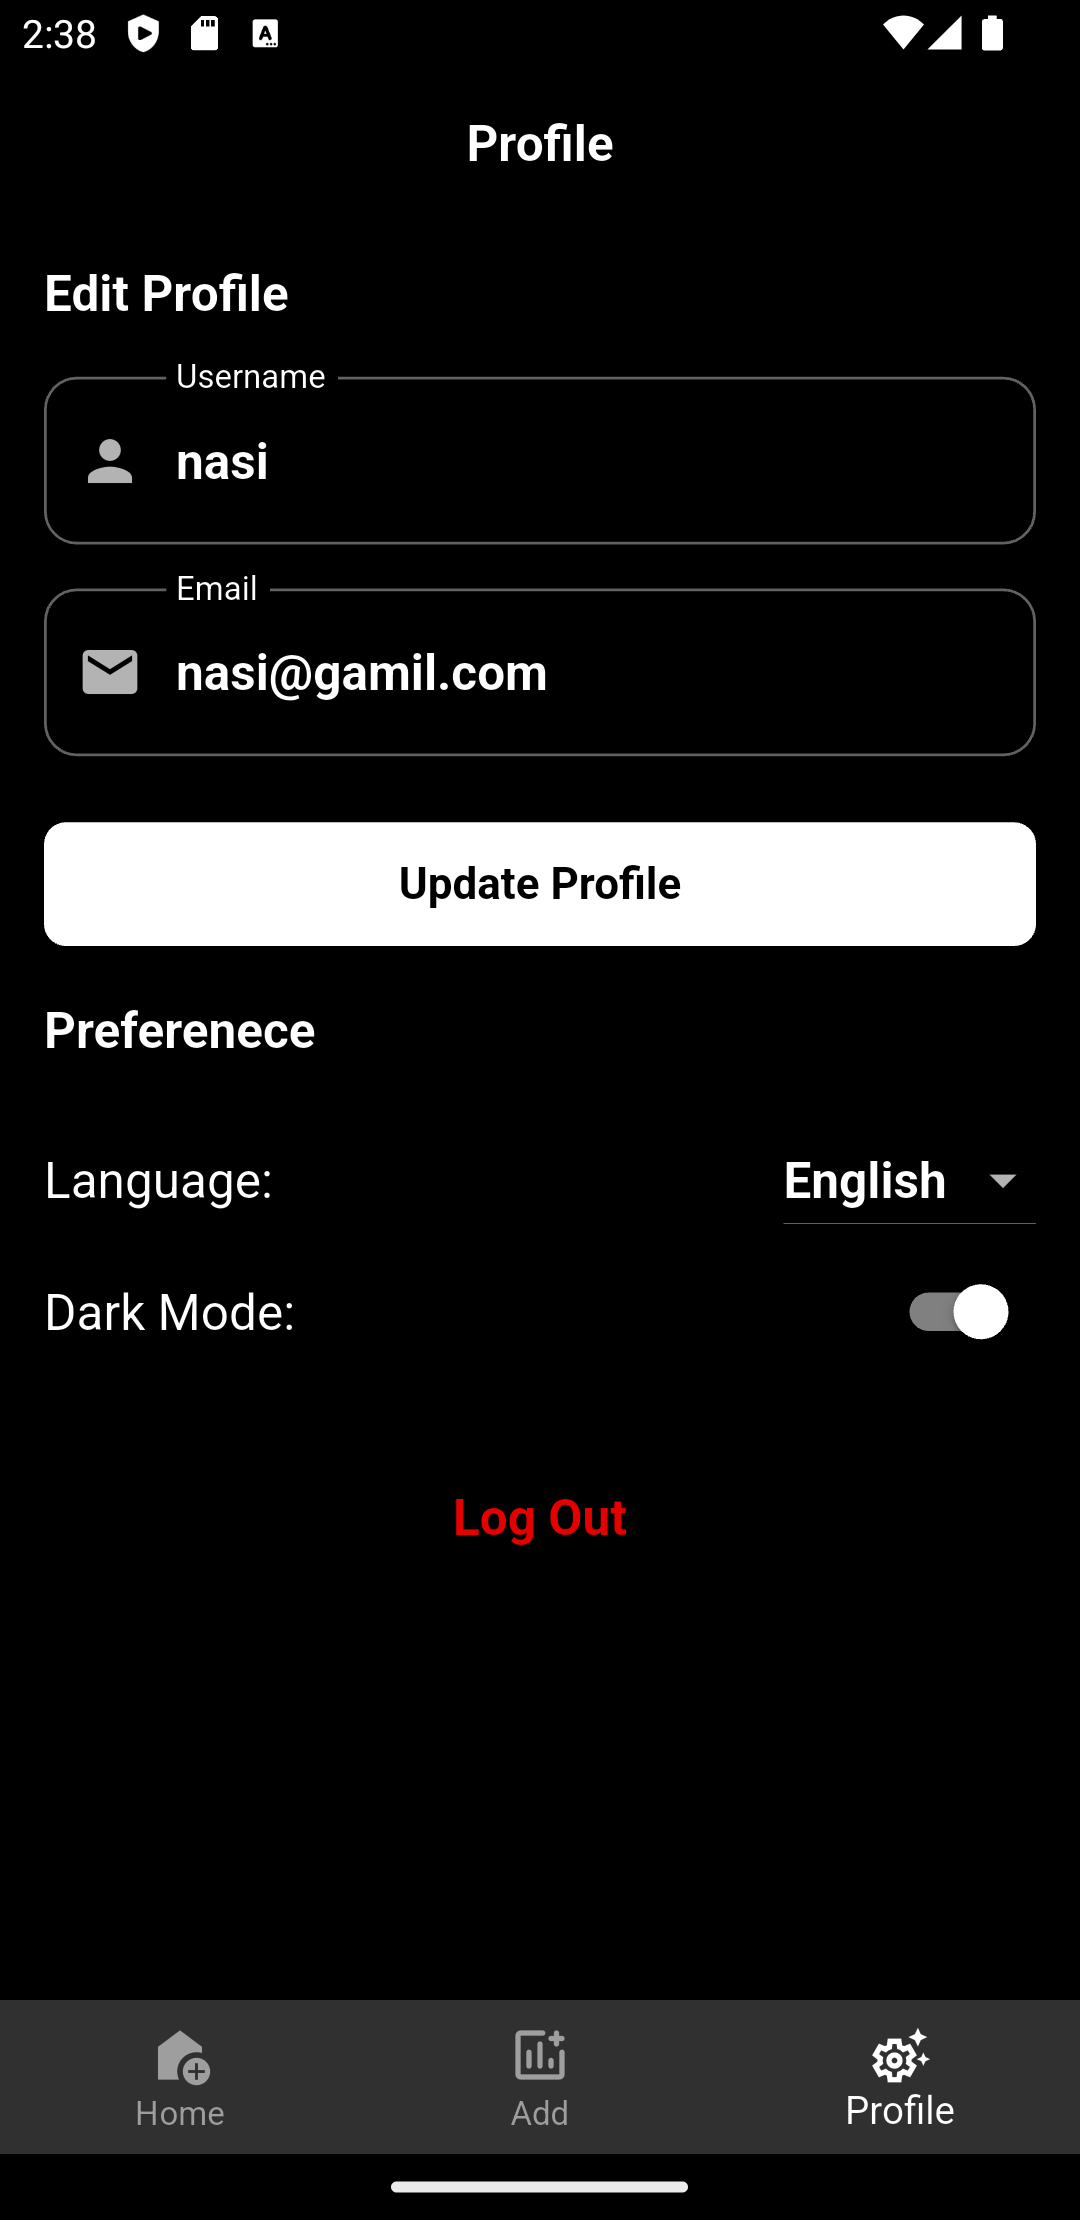 2:38
Profile
Edit Profile
Username
nasi
Email
nasi@gamil.com
Update Profile
Preferenece
Language: English
Dark Mode:
Log Out
Home Add Profile